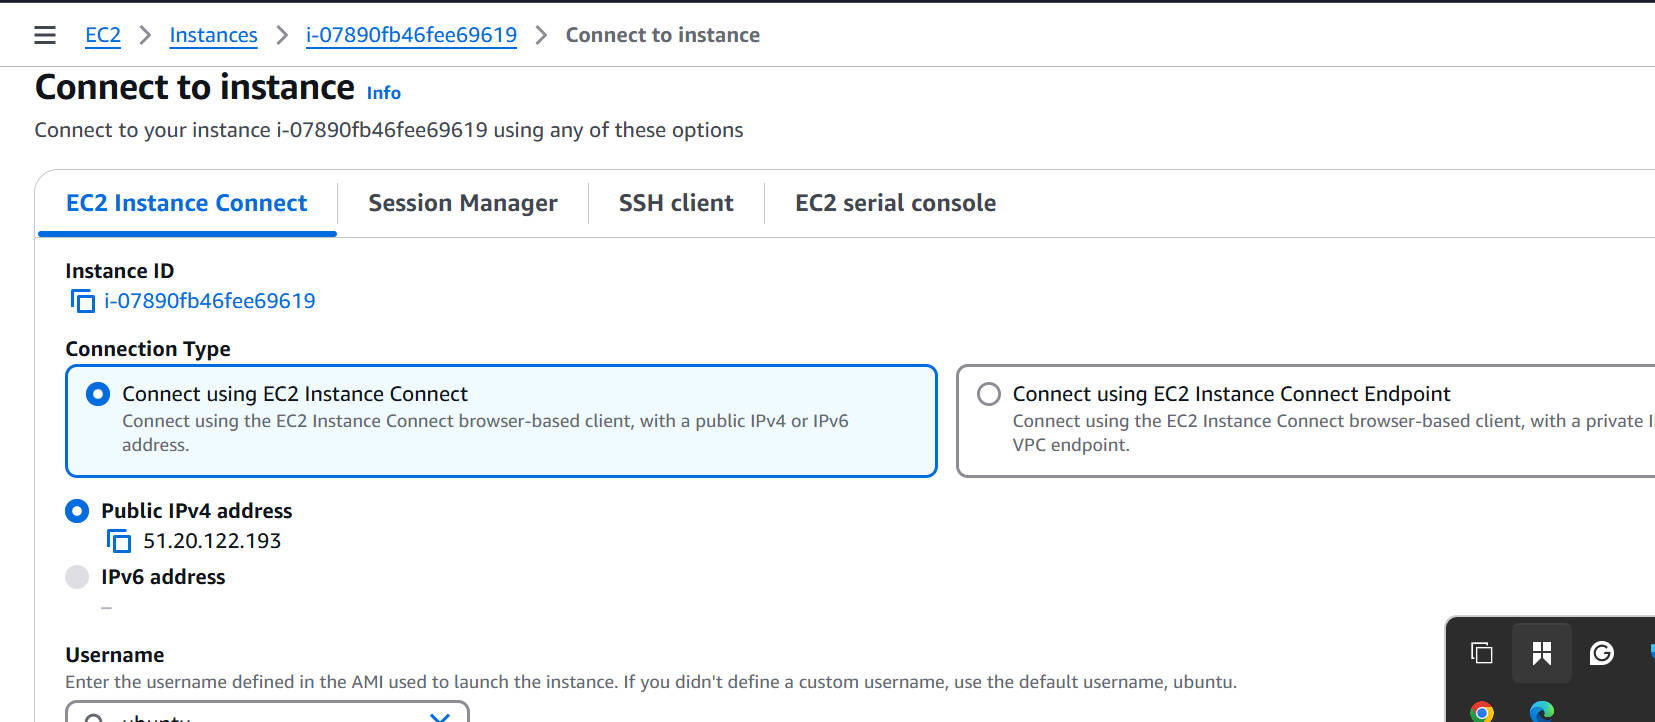 EC2 > Instances > i-07890fb46fee69619 > Connect to instance
Connect to instance Info
Connect to your instance i-07890fb46fee69619 using any of these options
EC2 Instance Connect
Session Manager
SSH client
EC2 serial console
Instance ID
i-07890fb46fee69619
Connection Type
Connect using EC2 Instance Connect
Connect using the EC2 Instance Connect browser-based client, with a public IPv4 or IPv6
address.
Connect using EC2 Instance Connect Endpoint
Connect using the EC2 Instance Connect browser-based client, with a private
VPC endpoint.
Public IPv4 address
51.20.122.193
IPv6 address
–
Username
Enter the username defined in the AMI used to launch the instance. If you didn't define a custom username, use the default username, ubuntu.
ubuntu